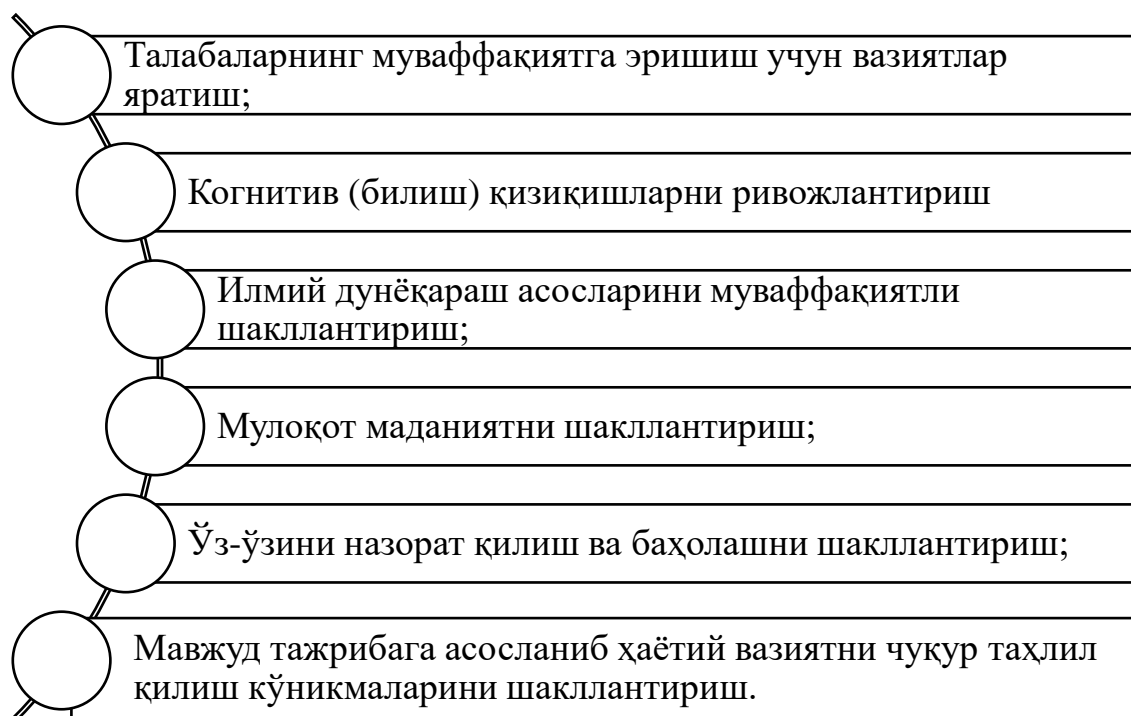 Талабаларнинг муваффақиятга эришиш учун вазиятлар
яратиш;
Когнитив (билиш) қизиқишларни ривожлантириш
Илмий дунёқараш асосларини муваффақиятли
шакллантириш;
Мулоқот маданиятни шакллантириш;
Ўз-ўзини назорат қилиш ва баҳолашни шакллантириш;
Мавжуд тажрибага асосланиб ҳаётий вазиятни чуқур таҳлил
қилиш кўникмаларини шакллантириш.